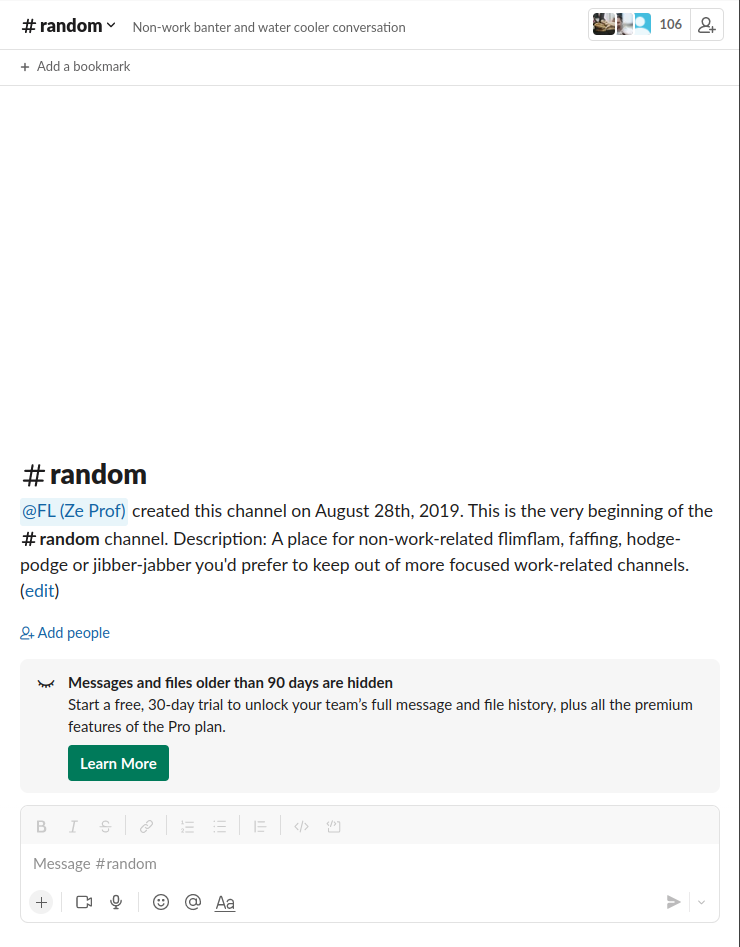 # random
Non-work banter and water cooler conversation
106
+ Add a bookmark
# random
@FL (Ze Prof) created this channel on August 28th, 2019. This is the very beginning of the
# random channel. Description: A place for non-work-related flimflam, faffing, hodge-
podge or jibber-jabber you'd prefer to keep out of more focused work-related channels.
(edit)
Add people
Messages and files older than 90 days are hidden
Start a free, 30-day trial to unlock your team’s full message and file history, plus all the premium
features of the Pro plan.
Learn More
B I S
Message #random
+ @ Aa